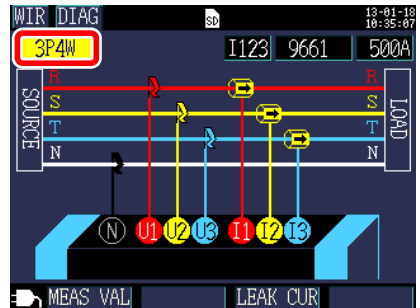 WIR DIAG SD 13-01-18
10:35:07
3P4W I123 9661 500A
R R
S S
T T
N N
SOURCE
LOAD
N U1 U2 U3 I1 I2 I3
MEAS VAL LEAK CUR